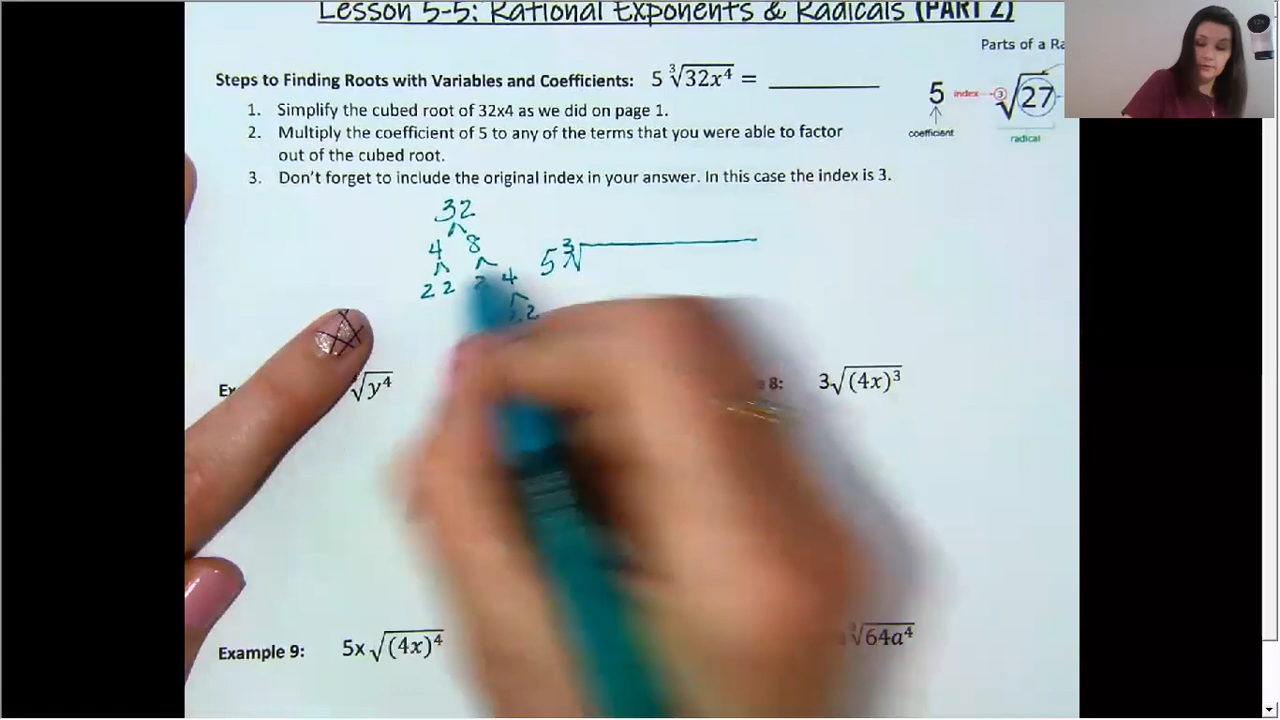 Lesson 5-5: Rational Exponents & Radicals (PART 2)
Parts of a Ra
Steps to Finding Roots with Variables and Coefficients: 5 ∛32x⁴ = ________
1. Simplify the cubed root of 32x4 as we did on page 1.
2. Multiply the coefficient of 5 to any of the terms that you were able to factor
out of the cubed root.
3. Don't forget to include the original index in your answer. In this case the index is 3.
5 index 3 √27
coefficient
radical
32
4 8
2 2 2 4
2 2
5 ∛
Ex
√y⁴
8: 3√(4x)³
Example 9: 5x√(4x)⁴
√64a⁴